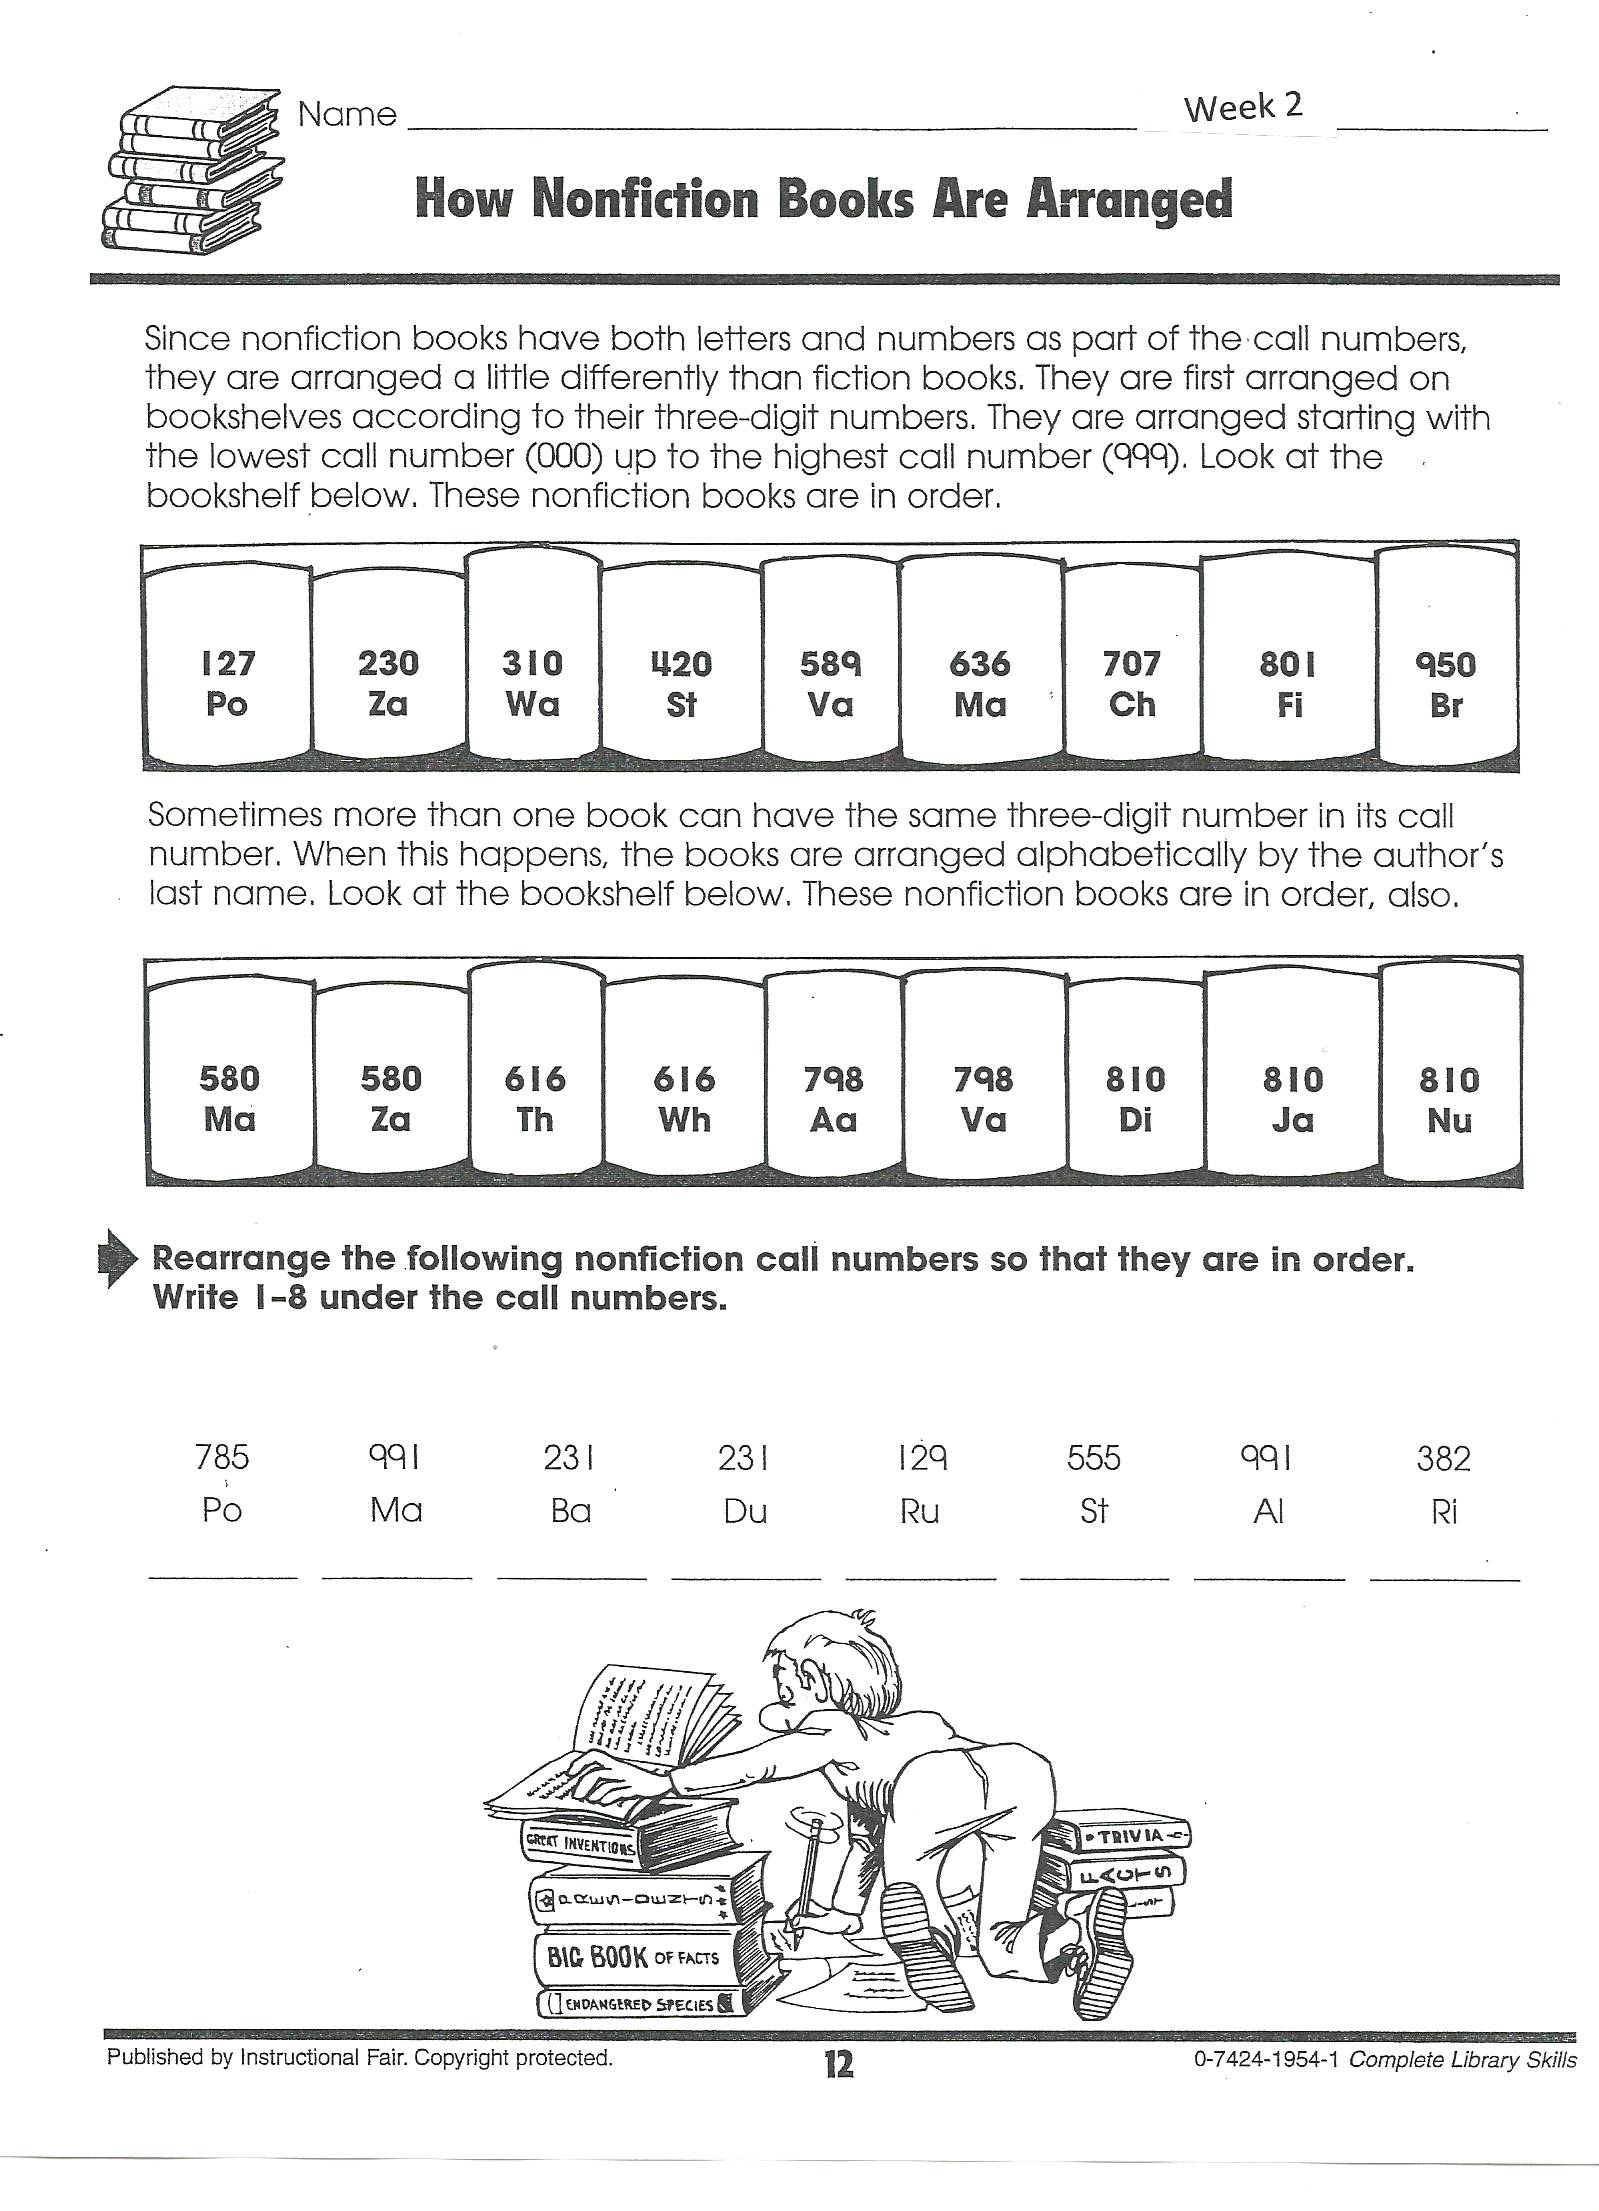 Name Week 2
How Nonfiction Books Are Arranged
Since nonfiction books have both letters and numbers as part of the call numbers,
they are arranged a little differently than fiction books. They are first arranged on
bookshelves according to their three-digit numbers. They are arranged starting with
the lowest call number (000) up to the highest call number (999). Look at the
bookshelf below. These nonfiction books are in order.
127 230 310 420 589 636 707 801 950
Po Za Wa St Va Ma Ch Fi Br
Sometimes more than one book can have the same three-digit number in its call
number. When this happens, the books are arranged alphabetically by the author's
last name. Look at the bookshelf below. These nonfiction books are in order, also.
580 580 616 616 798 798 810 810 810
Ma Za Th Wh Aa Va Di Ja Nu
Rearrange the following nonfiction call numbers so that they are in order.
Write 1-8 under the call numbers.
785 991 231 231 129 555 991 382
Po Ma Ba Du Ru St Al Ri
GREAT INVENTIONS
PRESIDENTS
BIG BOOK OF FACTS
ENDANGERED SPECIES
TRIVIA
FACTS
Published by Instructional Fair. Copyright protected.
12
0-7424-1954-1 Complete Library Skills